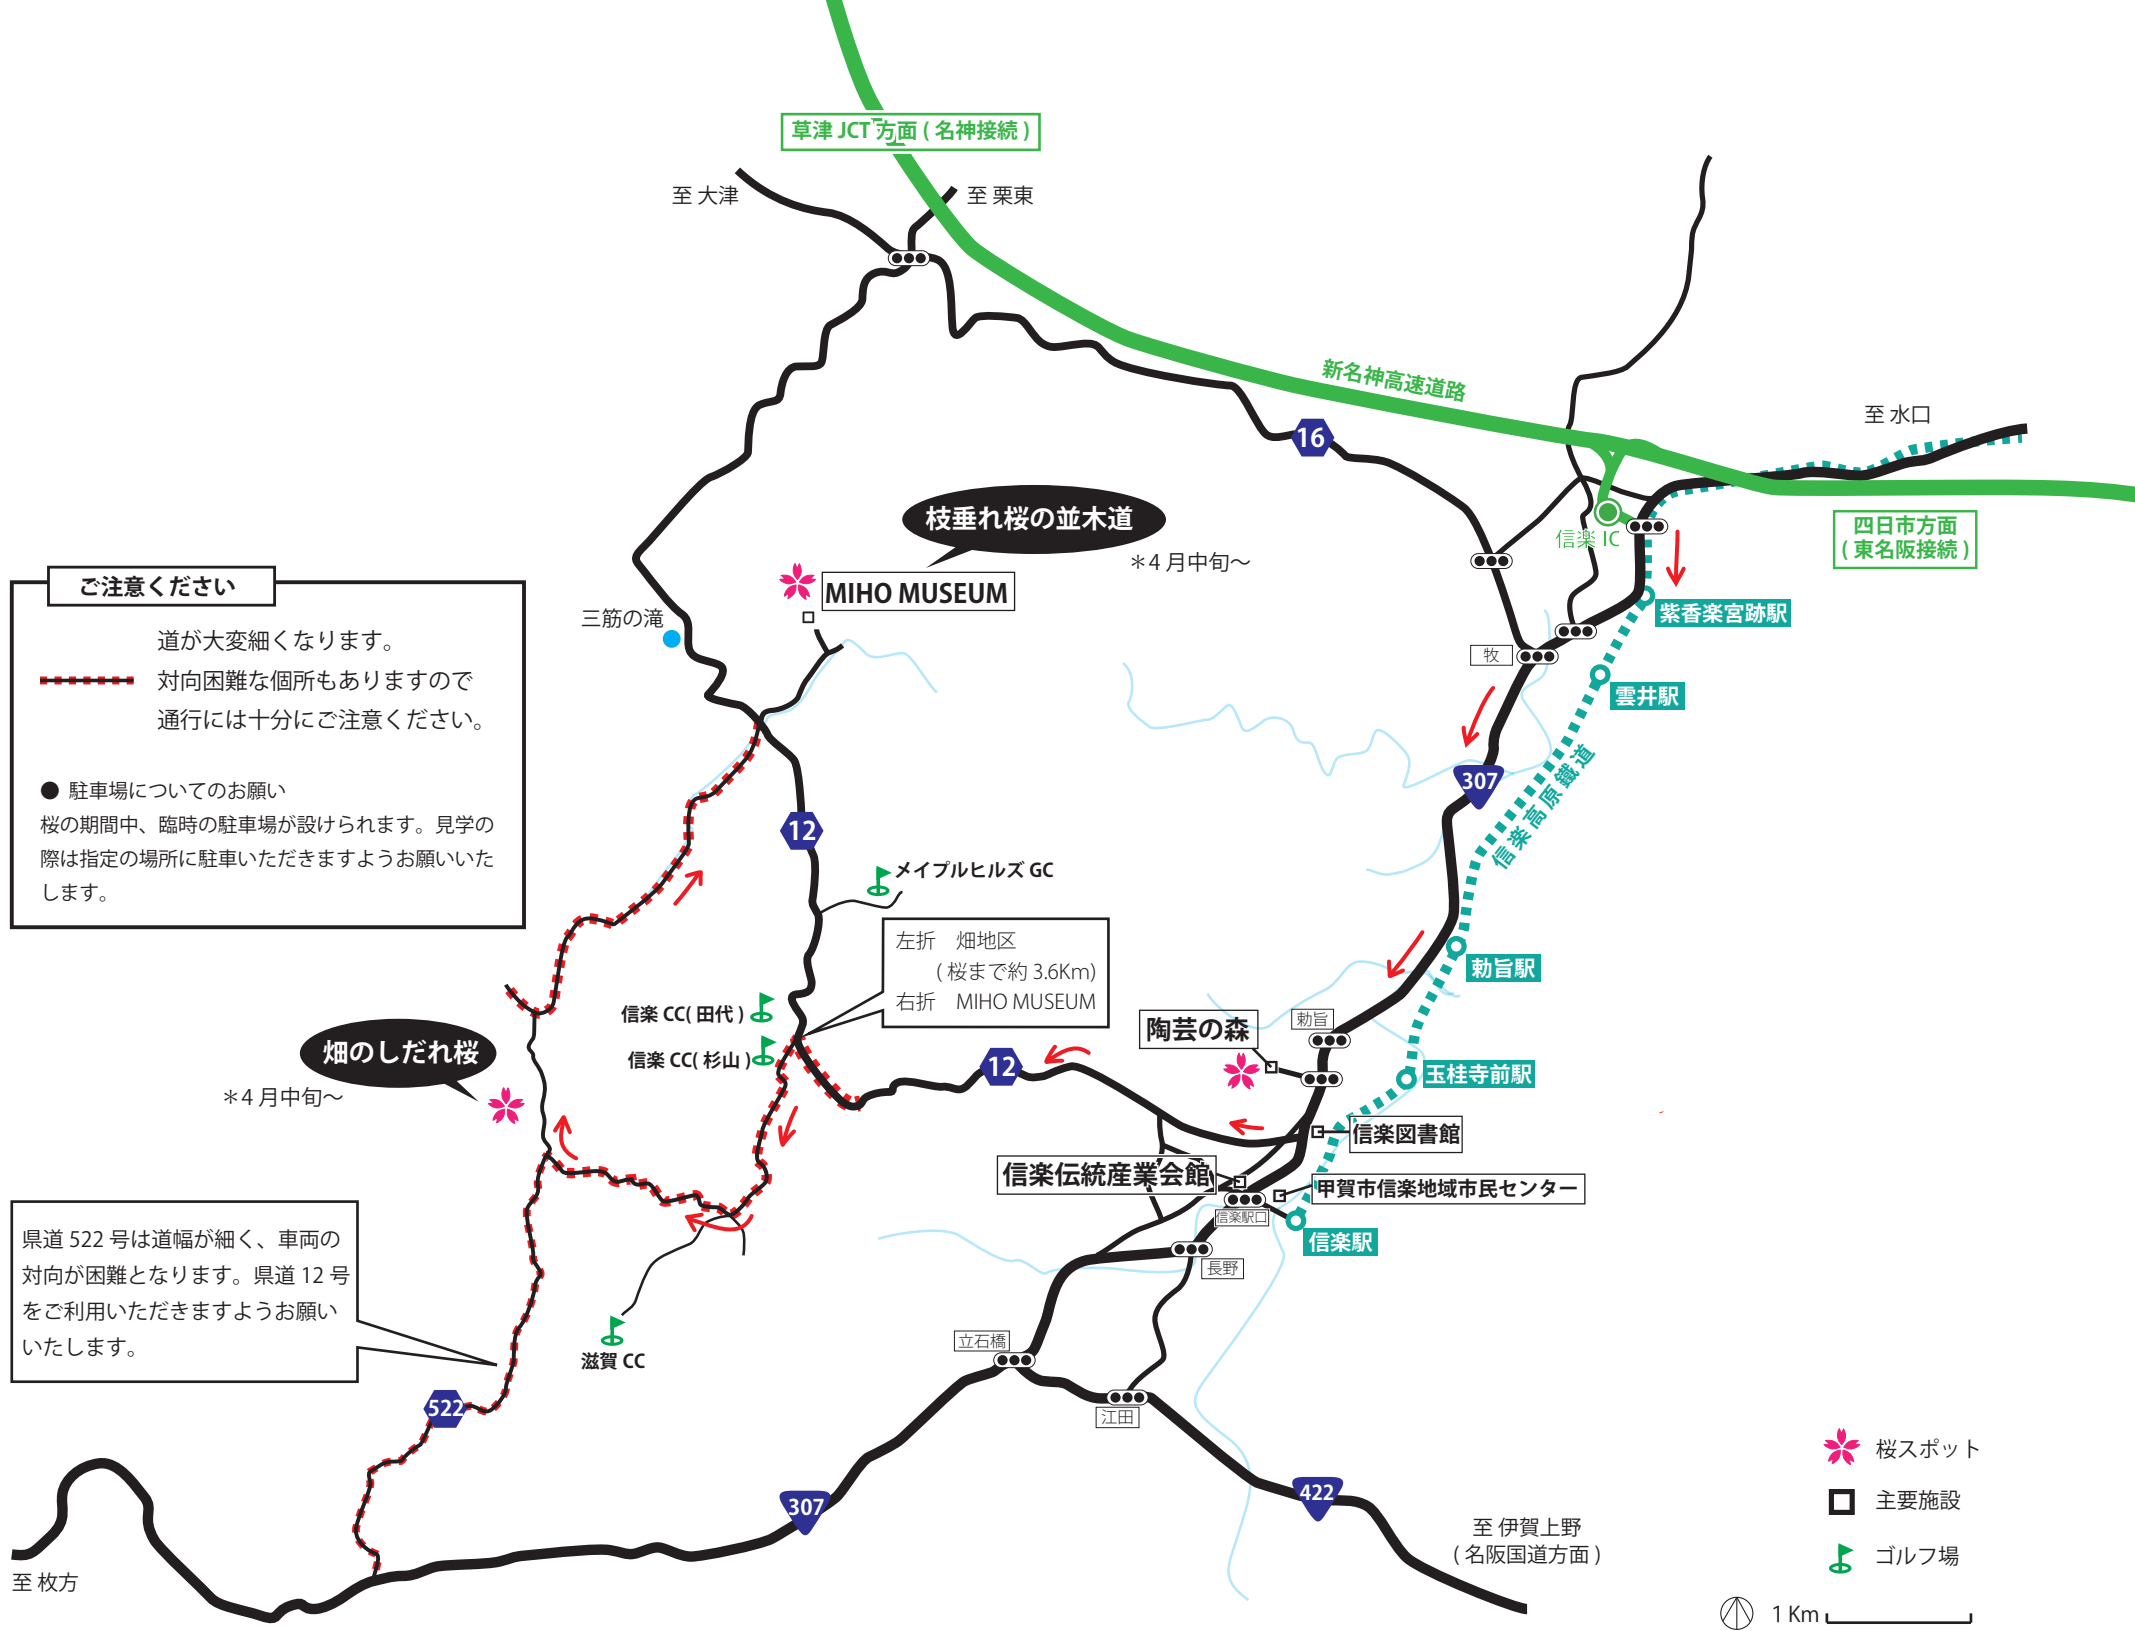 草津 JCT 方面 ( 名神接続 )
至 大津
至 栗東
新名神高速道路
至 水口
16
枝垂れ桜の並木道
＊4 月中旬～
MIHO MUSEUM
信楽 IC
四日市方面
( 東名阪接続 )
ご注意ください
道が大変細くなります。
対向困難な個所もありますので
通行には十分にご注意ください。
● 駐車場についてのお願い
桜の期間中、臨時の駐車場が設けられます。見学の
際は指定の場所に駐車いただきますようお願いいた
します。
三筋の滝
紫香楽宮跡駅
牧
雲井駅
307
信楽高原鐵道
12
メイプルヒルズ GC
左折　畑地区
( 桜まで約 3.6Km)
右折　MIHO MUSEUM
勅旨駅
信楽 CC( 田代 )
信楽 CC( 杉山 )
陶芸の森
勅旨
畑のしだれ桜
＊4 月中旬～
12
玉桂寺前駅
信楽図書館
信楽伝統産業会館
甲賀市信楽地域市民センター
信楽駅口
信楽駅
長野
県道 522 号は道幅が細く、車両の
対向が困難となります。県道 12 号
をご利用いただきますようお願い
いたします。
滋賀 CC
立石橋
江田
522
307
422
至 伊賀上野
( 名阪国道方面 )
至 枚方
桜スポット
主要施設
ゴルフ場
1 Km